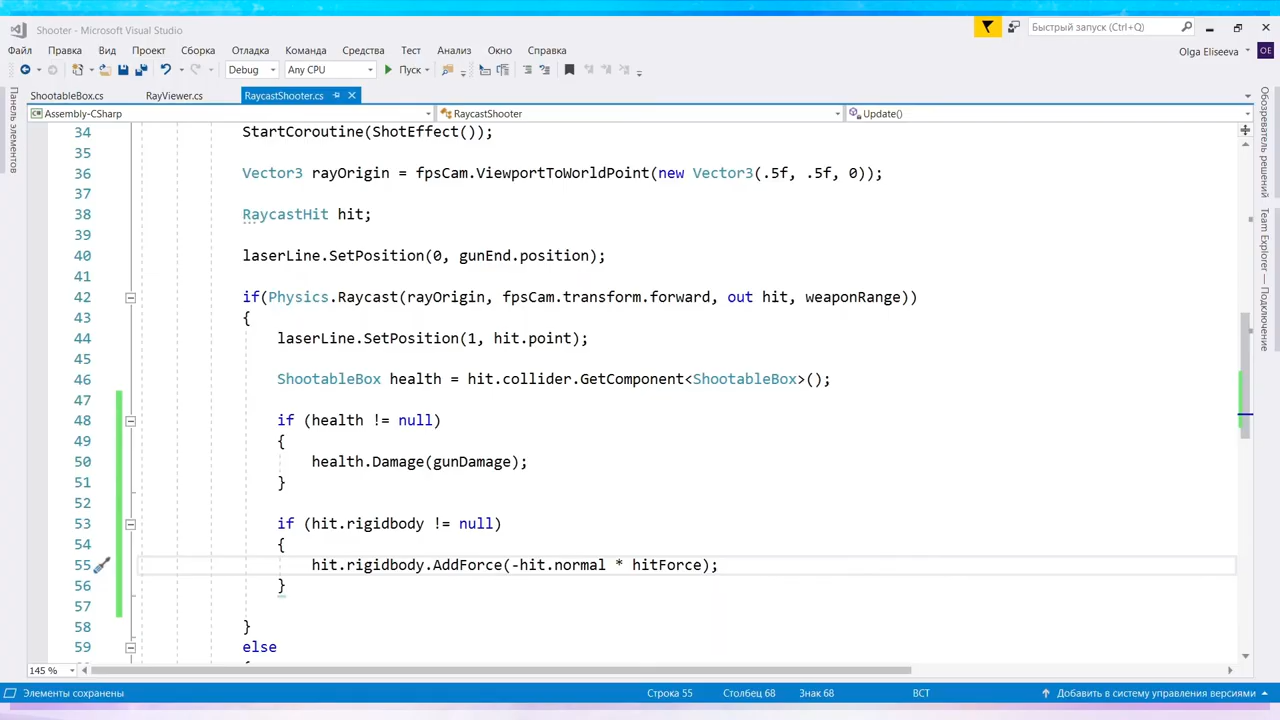 Shooter - Microsoft Visual Studio
Быстрый запуск (Ctrl+Q)
Файл Правка Вид Проект Сборка Отладка Команда Средства Тест Анализ Окно Справка
Olga Eliseeva OE
Debug Any CPU Пуск
ShootableBox.cs RayViewer.cs RaycastShooter.cs
Assembly-CSharp RaycastShooter Update()
Панель элементов
34 StartCoroutine(ShotEffect());
35
36 Vector3 rayOrigin = fpsCam.ViewportToWorldPoint(new Vector3(.5f, .5f, 0));
37
38 RaycastHit hit;
39
40 laserLine.SetPosition(0, gunEnd.position);
41
42 if(Physics.Raycast(rayOrigin, fpsCam.transform.forward, out hit, weaponRange))
43 {
44 laserLine.SetPosition(1, hit.point);
45
46 ShootableBox health = hit.collider.GetComponent<ShootableBox>();
47
48 if (health != null)
49 {
50 health.Damage(gunDamage);
51 }
52
53 if (hit.rigidbody != null)
54 {
55 hit.rigidbody.AddForce(-hit.normal * hitForce);
56 }
57
58 }
59 else
Обозреватель решений
Team Explorer — Подключение
145 %
Элементы сохранены Строка 55 Столбец 68 Знак 68 ВСТ Добавить в систему управления версиями